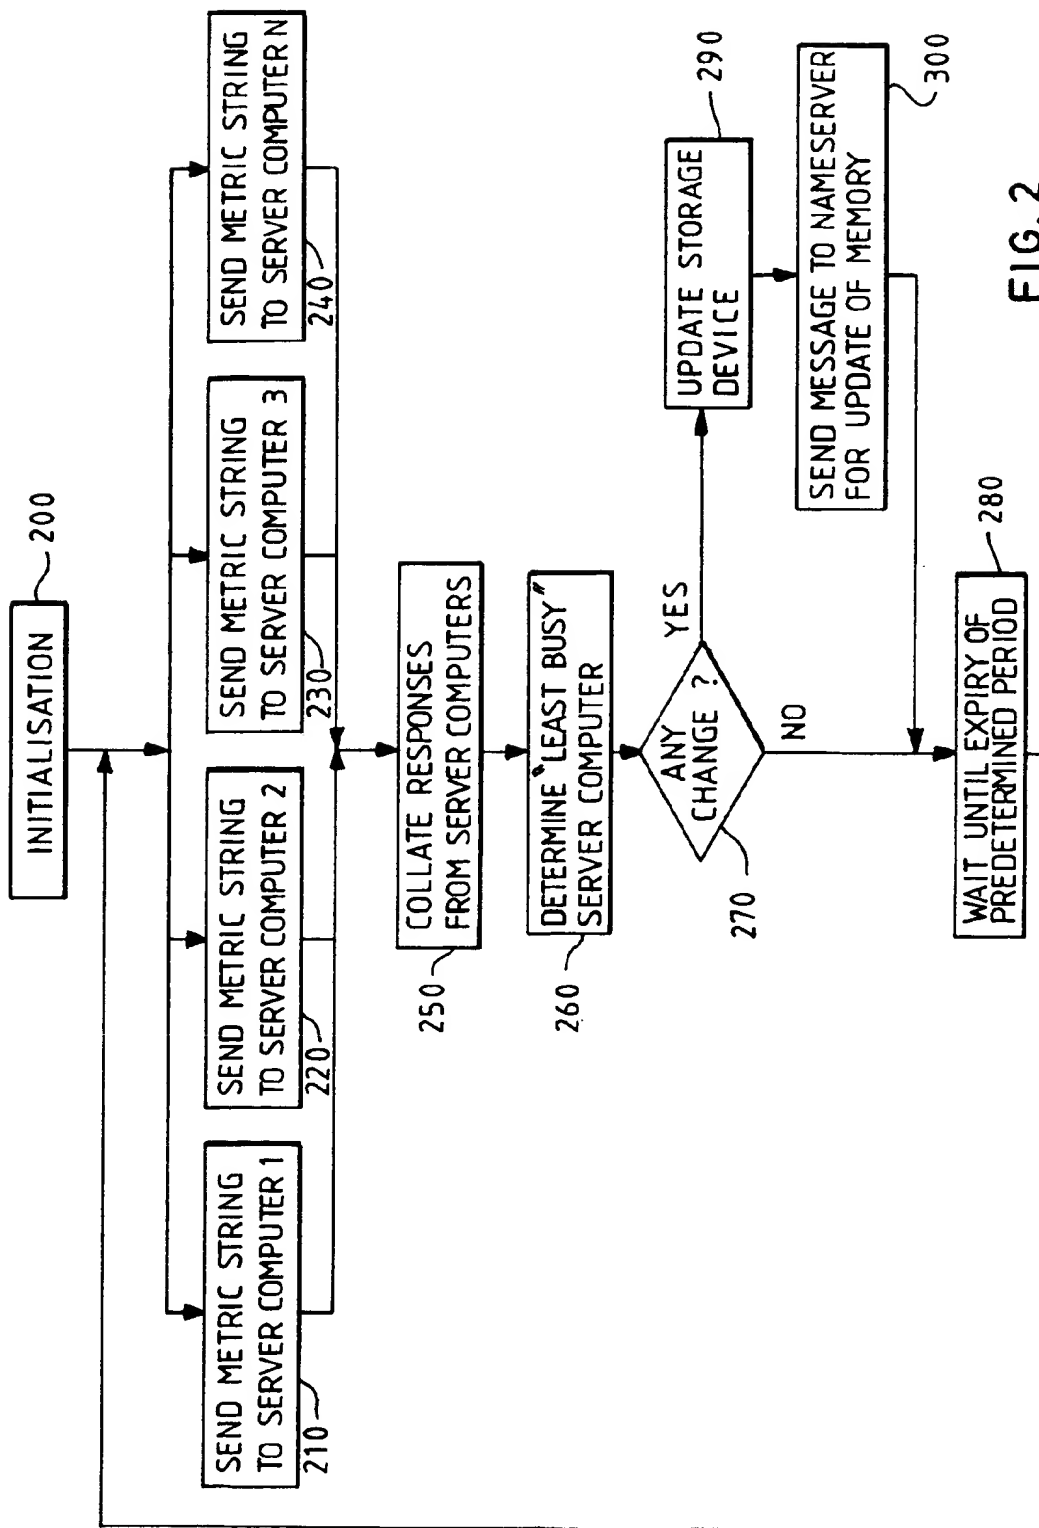 INITIALISATION
200
SEND METRIC STRING
TO SERVER COMPUTER 1
210
SEND METRIC STRING
TO SERVER COMPUTER 2
220
SEND METRIC STRING
TO SERVER COMPUTER 3
230
SEND METRIC STRING
TO SERVER COMPUTER N
240
COLLATE RESPONSES
FROM SERVER COMPUTERS
250
DETERMINE "LEAST BUSY"
SERVER COMPUTER
260
ANY
CHANGE ?
270
YES
NO
UPDATE STORAGE
DEVICE
290
SEND MESSAGE TO NAMESERVER
FOR UPDATE OF MEMORY
300
WAIT UNTIL EXPIRY OF
PREDETERMINED PERIOD
280
FIG. 2